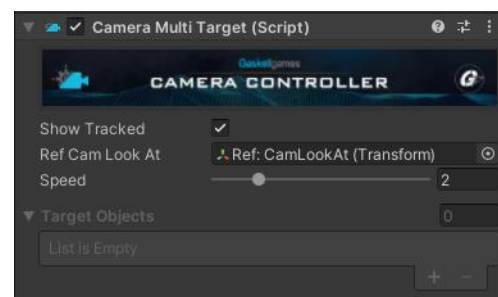 Camera Multi Target (Script)
Gaskellgames
CAMERA CONTROLLER
G
Show Tracked
Ref Cam Look At Ref: CamLookAt (Transform)
Speed 2
Target Objects 0
List is Empty